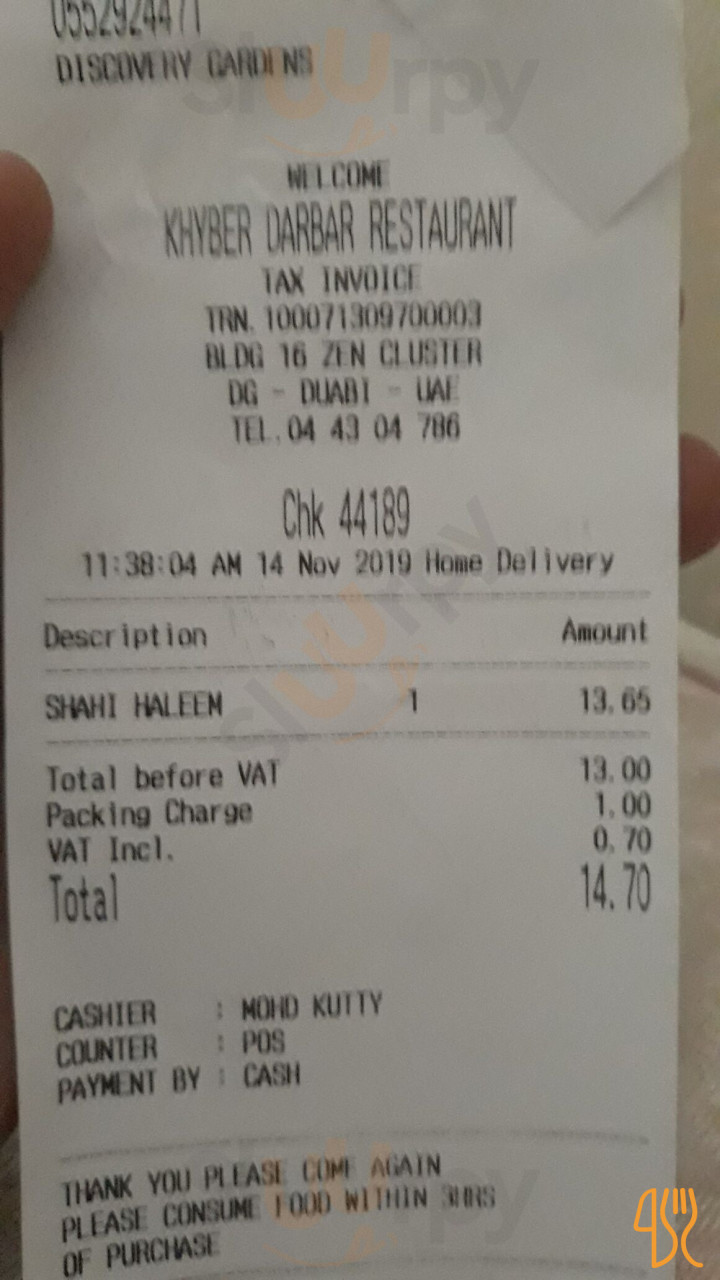 0552924471
DISCOVERY GARDENS
WELCOME
KHYBER DARBAR RESTAURANT
TAX INVOICE
TRN. 100071309700003
BLDG 16 ZEN CLUSTER
DG - DUABI - UAE
TEL.04 43 04 786
Chk 44189
11:38:04 AM 14 Nov 2019 Home Delivery
Description Amount
SHAHI HALEEM 1 13.65
Total before VAT 13.00
Packing Charge 1.00
VAT Incl. 0.70
Total 14.70
CASHIER : MOHD KUTTY
COUNTER : POS
PAYMENT BY : CASH
THANK YOU PLEASE COME AGAIN
PLEASE CONSUME FOOD WITHIN 3HRS
OF PURCHASE
slUUrpy
slUUrpy
slUUrpy